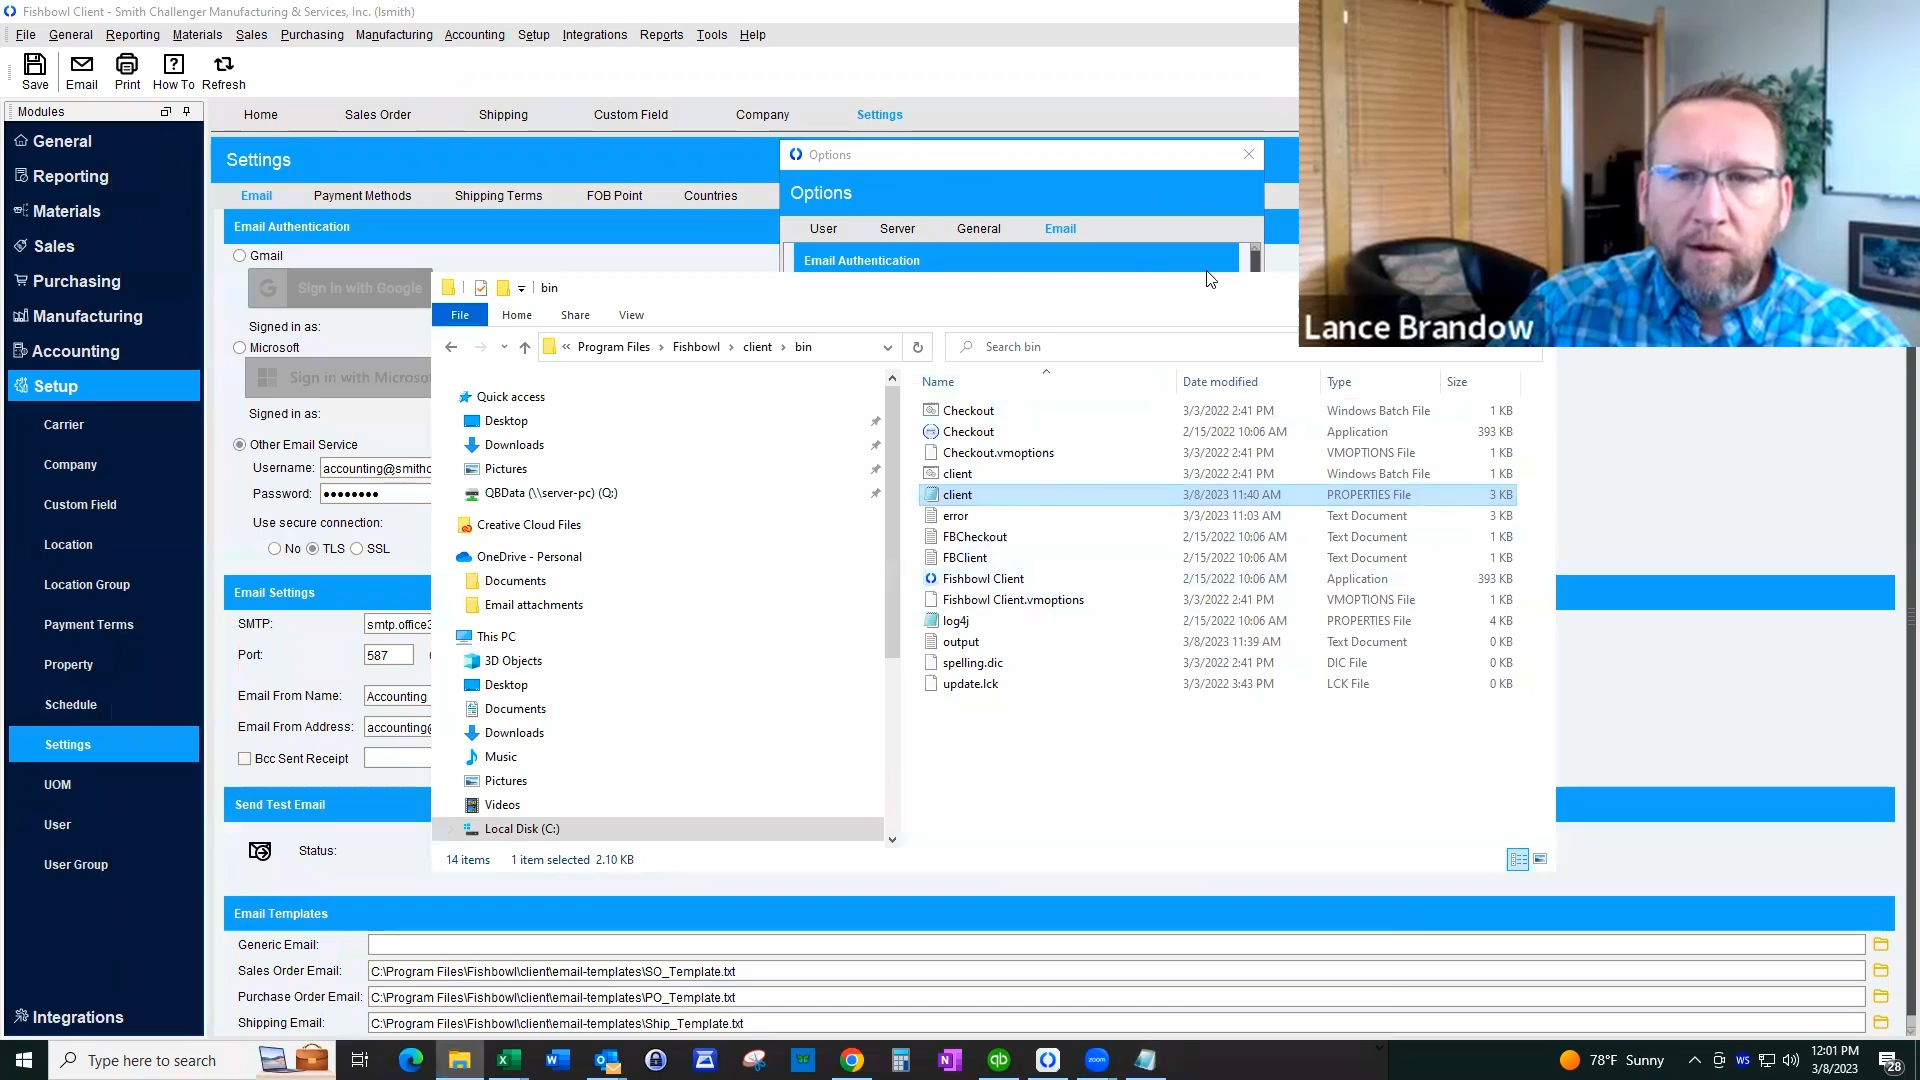 Fishbowl Client - Smith Challenger Manufacturing & Services, Inc. (lsmith)
File General Reporting Materials Sales Purchasing Manufacturing Accounting Setup Integrations Reports Tools Help
Save Email Print How To Refresh
Modules
Home Sales Order Shipping Custom Field Company Settings
General
Reporting
Materials
Sales
Purchasing
Manufacturing
Accounting
Setup
Carrier
Company
Custom Field
Location
Location Group
Payment Terms
Property
Schedule
Settings
UOM
User
User Group
Integrations
Settings
Email Payment Methods Shipping Terms FOB Point Countries
Email Authentication
Gmail
Sign in with Google
Signed in as:
Microsoft
Sign in with Microso
Signed in as:
Other Email Service
Username: accounting@smithc
Password: ••••••••
Use secure connection:
No TLS SSL
Email Settings
SMTP: smtp.office3
Port: 587
Email From Name: Accounting
Email From Address: accounting@
Bcc Sent Receipt
Send Test Email
Status:
Email Templates
Generic Email:
Sales Order Email: C:\Program Files\Fishbowl\client\email-templates\SO_Template.txt
Purchase Order Email: C:\Program Files\Fishbowl\client\email-templates\PO_Template.txt
Shipping Email: C:\Program Files\Fishbowl\client\email-templates\Ship_Template.txt
Options
Options
User Server General Email
Email Authentication
bin
File Home Share View
« Program Files › Fishbowl › client › bin
Search bin
Quick access
Desktop
Downloads
Pictures
QBData (\\server-pc) (Q:)
Creative Cloud Files
OneDrive - Personal
Documents
Email attachments
This PC
3D Objects
Desktop
Documents
Downloads
Music
Pictures
Videos
Local Disk (C:)
Name Date modified Type Size
Checkout 3/3/2022 2:41 PM Windows Batch File 1 KB
Checkout 2/15/2022 10:06 AM Application 393 KB
Checkout.vmoptions 3/3/2022 2:41 PM VMOPTIONS File 1 KB
client 3/3/2022 2:41 PM Windows Batch File 1 KB
client 3/8/2023 11:40 AM PROPERTIES File 3 KB
error 3/3/2023 11:03 AM Text Document 3 KB
FBCheckout 2/15/2022 10:06 AM Text Document 1 KB
FBClient 2/15/2022 10:06 AM Text Document 1 KB
Fishbowl Client 2/15/2022 10:06 AM Application 393 KB
Fishbowl Client.vmoptions 3/3/2022 2:41 PM VMOPTIONS File 1 KB
log4j 2/15/2022 10:06 AM PROPERTIES File 4 KB
output 3/8/2023 11:39 AM Text Document 0 KB
spelling.dic 3/3/2022 2:41 PM DIC File 0 KB
update.lck 3/3/2022 3:43 PM LCK File 0 KB
14 items 1 item selected 2.10 KB
Lance Brandow
Type here to search
78°F Sunny
12:01 PM
3/8/2023
28